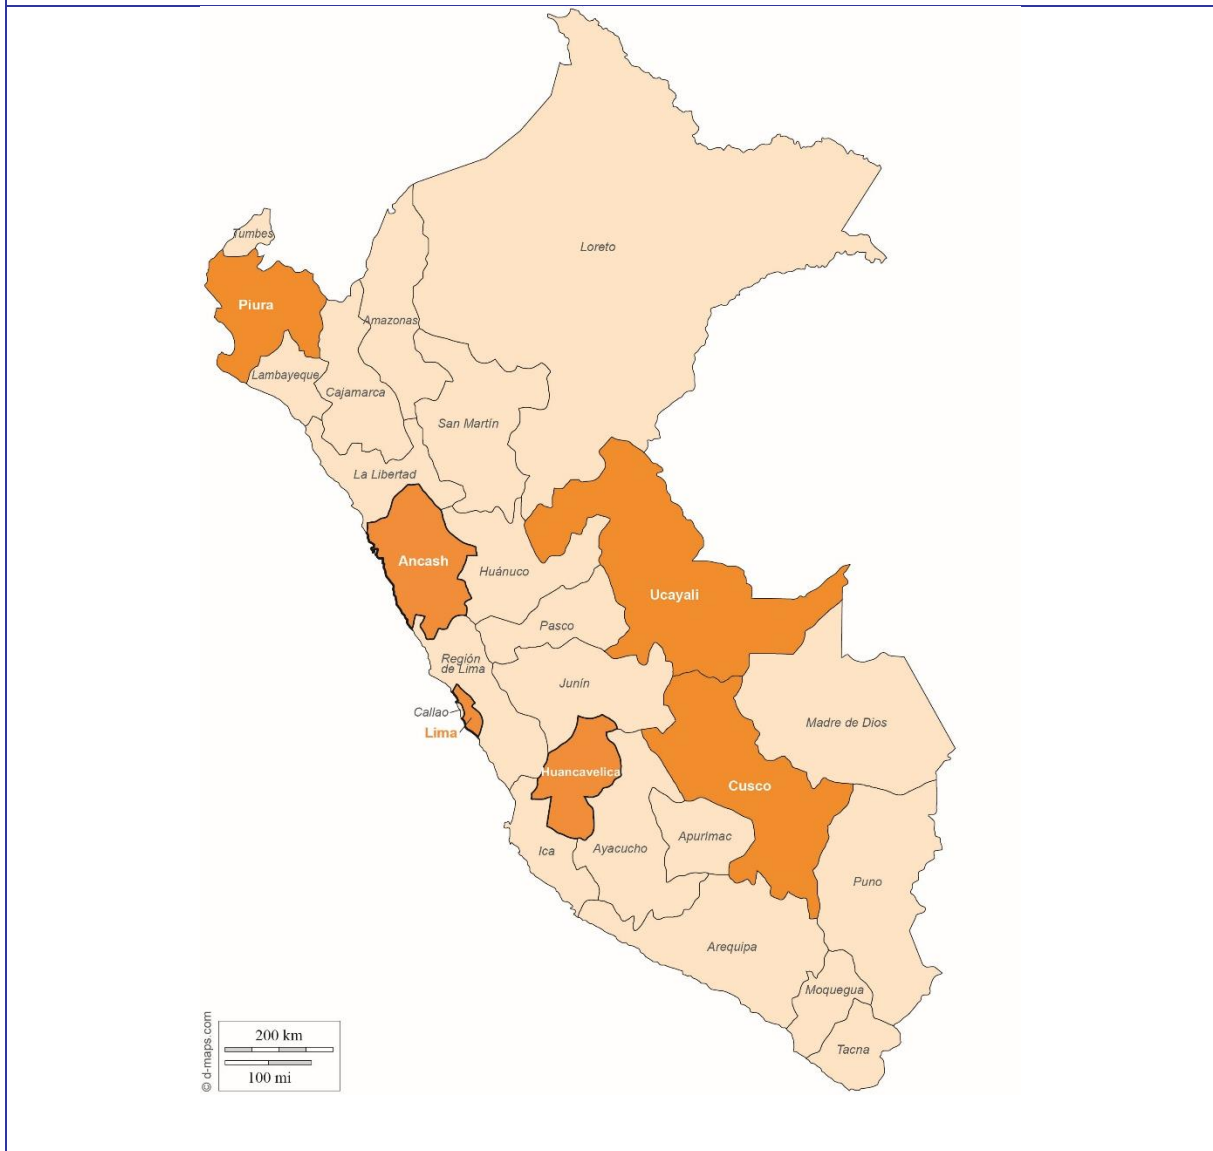 Tumbes
Loreto
Piura
Amazonas
Lambayeque
Cajamarca
San Martín
La Libertad
Ancash
Huánuco
Ucayali
Pasco
Región
de Lima
Junín
Callao
Lima
Madre de Dios
Huancavelica
Cusco
Apurímac
Ica
Ayacucho
Puno
Arequipa
Moquegua
Tacna
© d-maps.com
200 km
100 mi